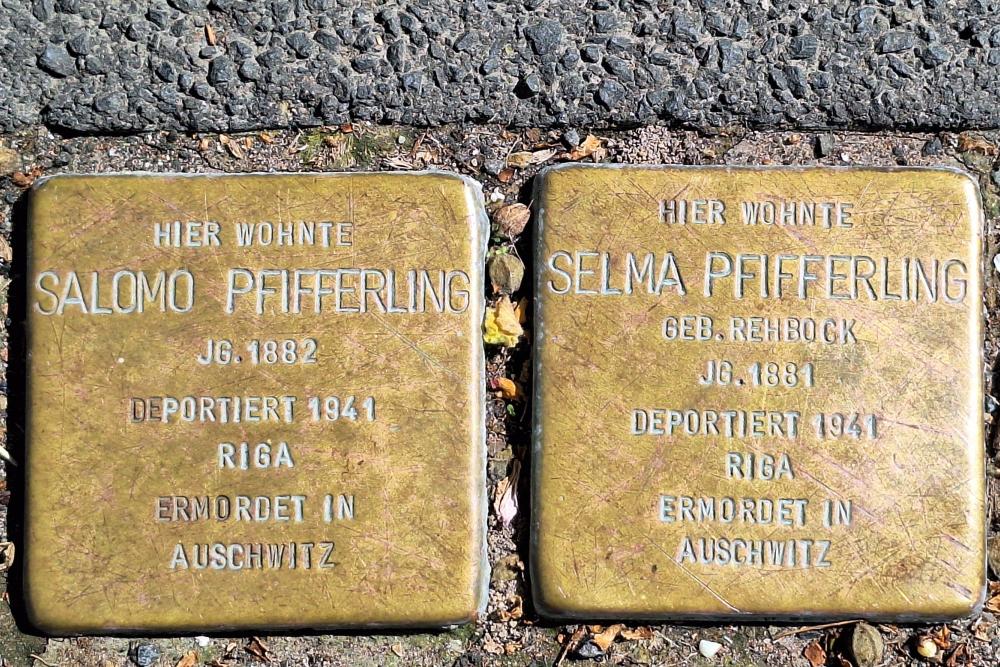 HIER WOHNTE
SALOMO PFIFFERLING
JG. 1882
DEPORTIERT 1941
RIGA
ERMORDET IN
AUSCHWITZ
HIER WOHNTE
SELMA PFIFFERLING
GEB. REHBOCK
JG. 1881
DEPORTIERT 1941
RIGA
ERMORDET IN
AUSCHWITZ